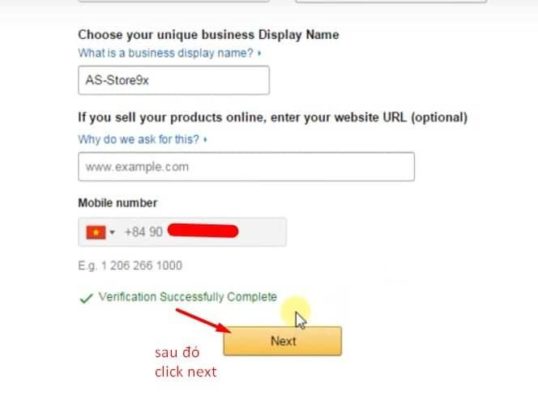 Choose your unique business Display Name
What is a business display name?
AS-Store9x
If you sell your products online, enter your website URL (optional)
Why do we ask for this?
www.example.com
Mobile number
+84 90
E.g. 1 206 266 1000
Verification Successfully Complete
Next
sau đó
click next